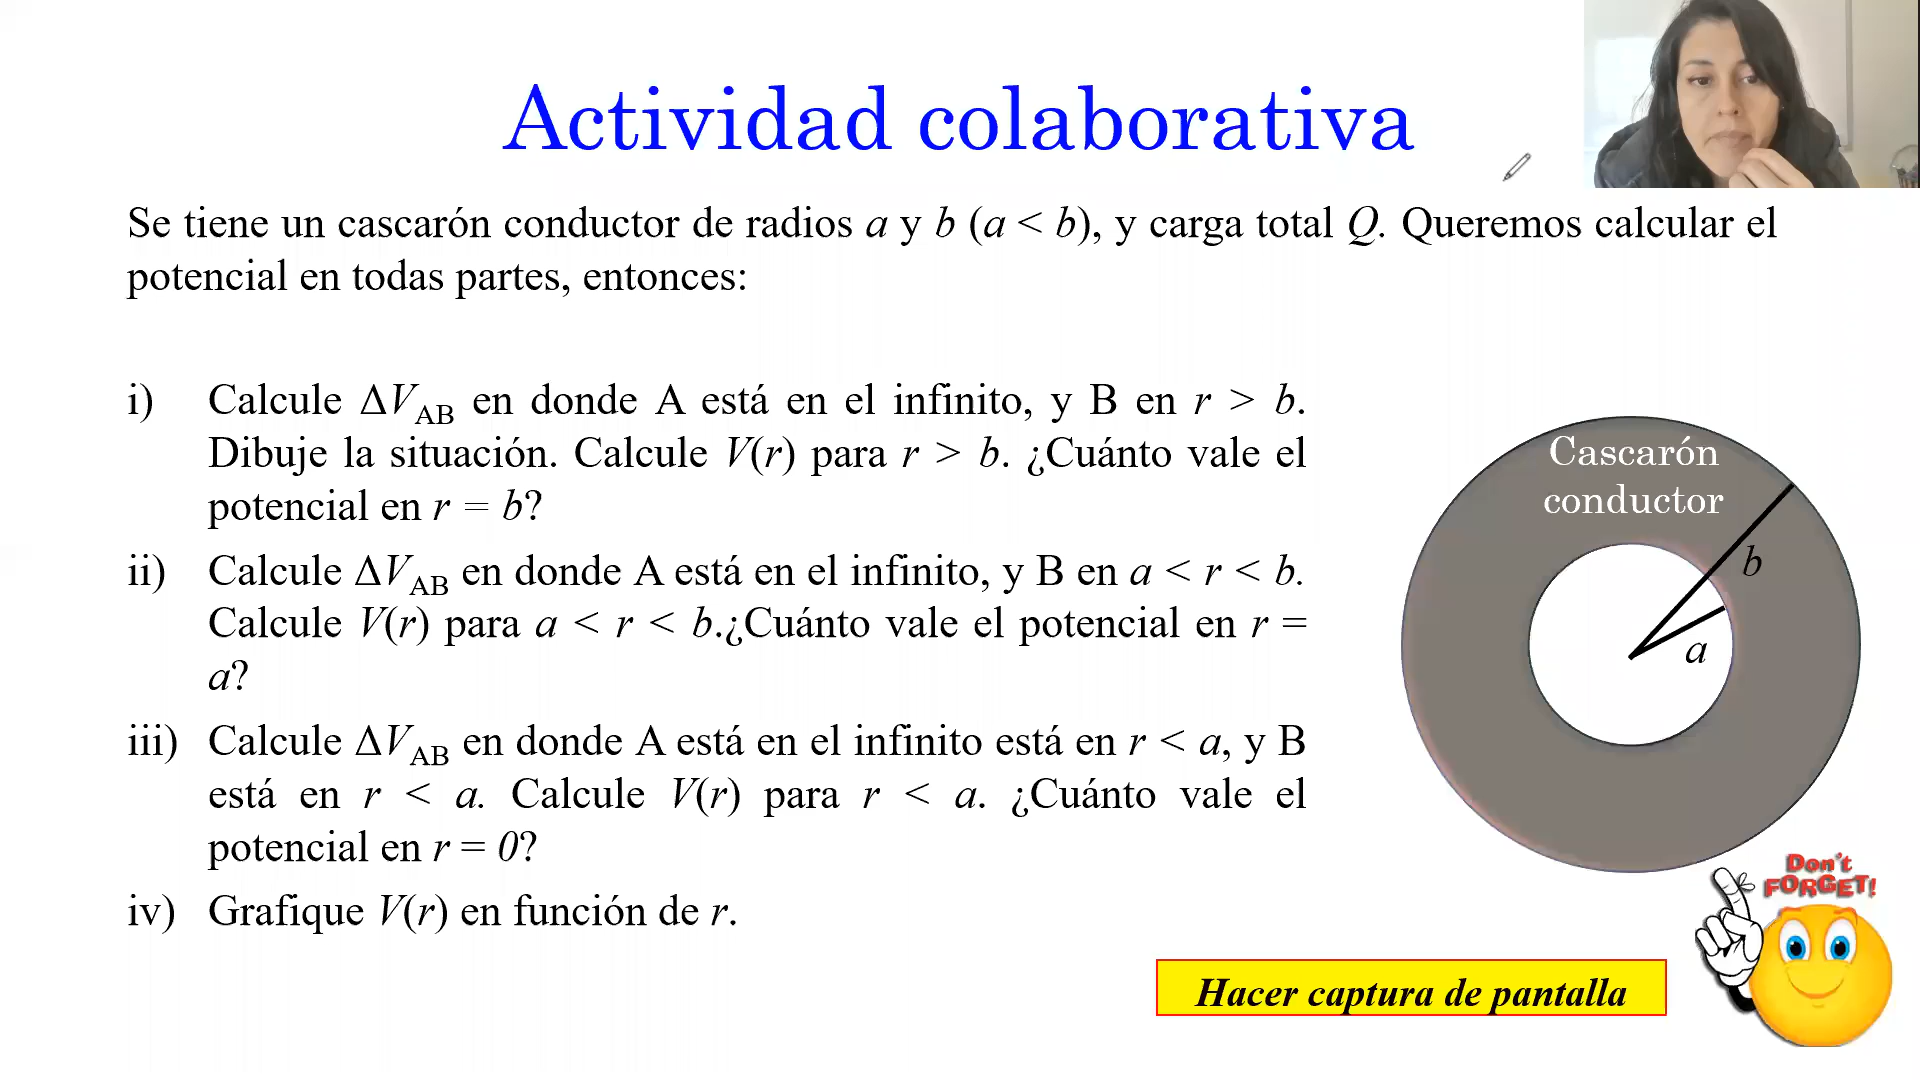 Actividad colaborativa
Se tiene un cascarón conductor de radios a y b (a < b), y carga total Q. Queremos calcular el
potencial en todas partes, entonces:
i) Calcule ΔVAB en donde A está en el infinito, y B en r > b.
Dibuje la situación. Calcule V(r) para r > b. ¿Cuánto vale el
potencial en r = b?
ii) Calcule ΔVAB en donde A está en el infinito, y B en a < r < b.
Calcule V(r) para a < r < b.¿Cuánto vale el potencial en r =
a?
iii) Calcule ΔVAB en donde A está en el infinito está en r < a, y B
está en r < a. Calcule V(r) para r < a. ¿Cuánto vale el
potencial en r = 0?
iv) Grafique V(r) en función de r.
Cascarón
conductor
b
a
Don't
FORGET!
Hacer captura de pantalla